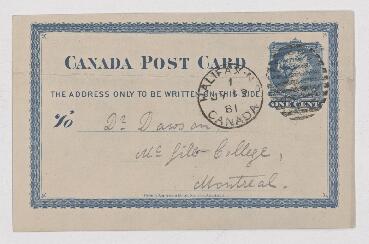 CANADA POST CARD
THE ADDRESS ONLY TO BE WRITTEN ON THIS SIDE
ONE CENT
HALIFAX·N
1
81
CANADA
To Dr Dawson
McGill College,
Montreal.